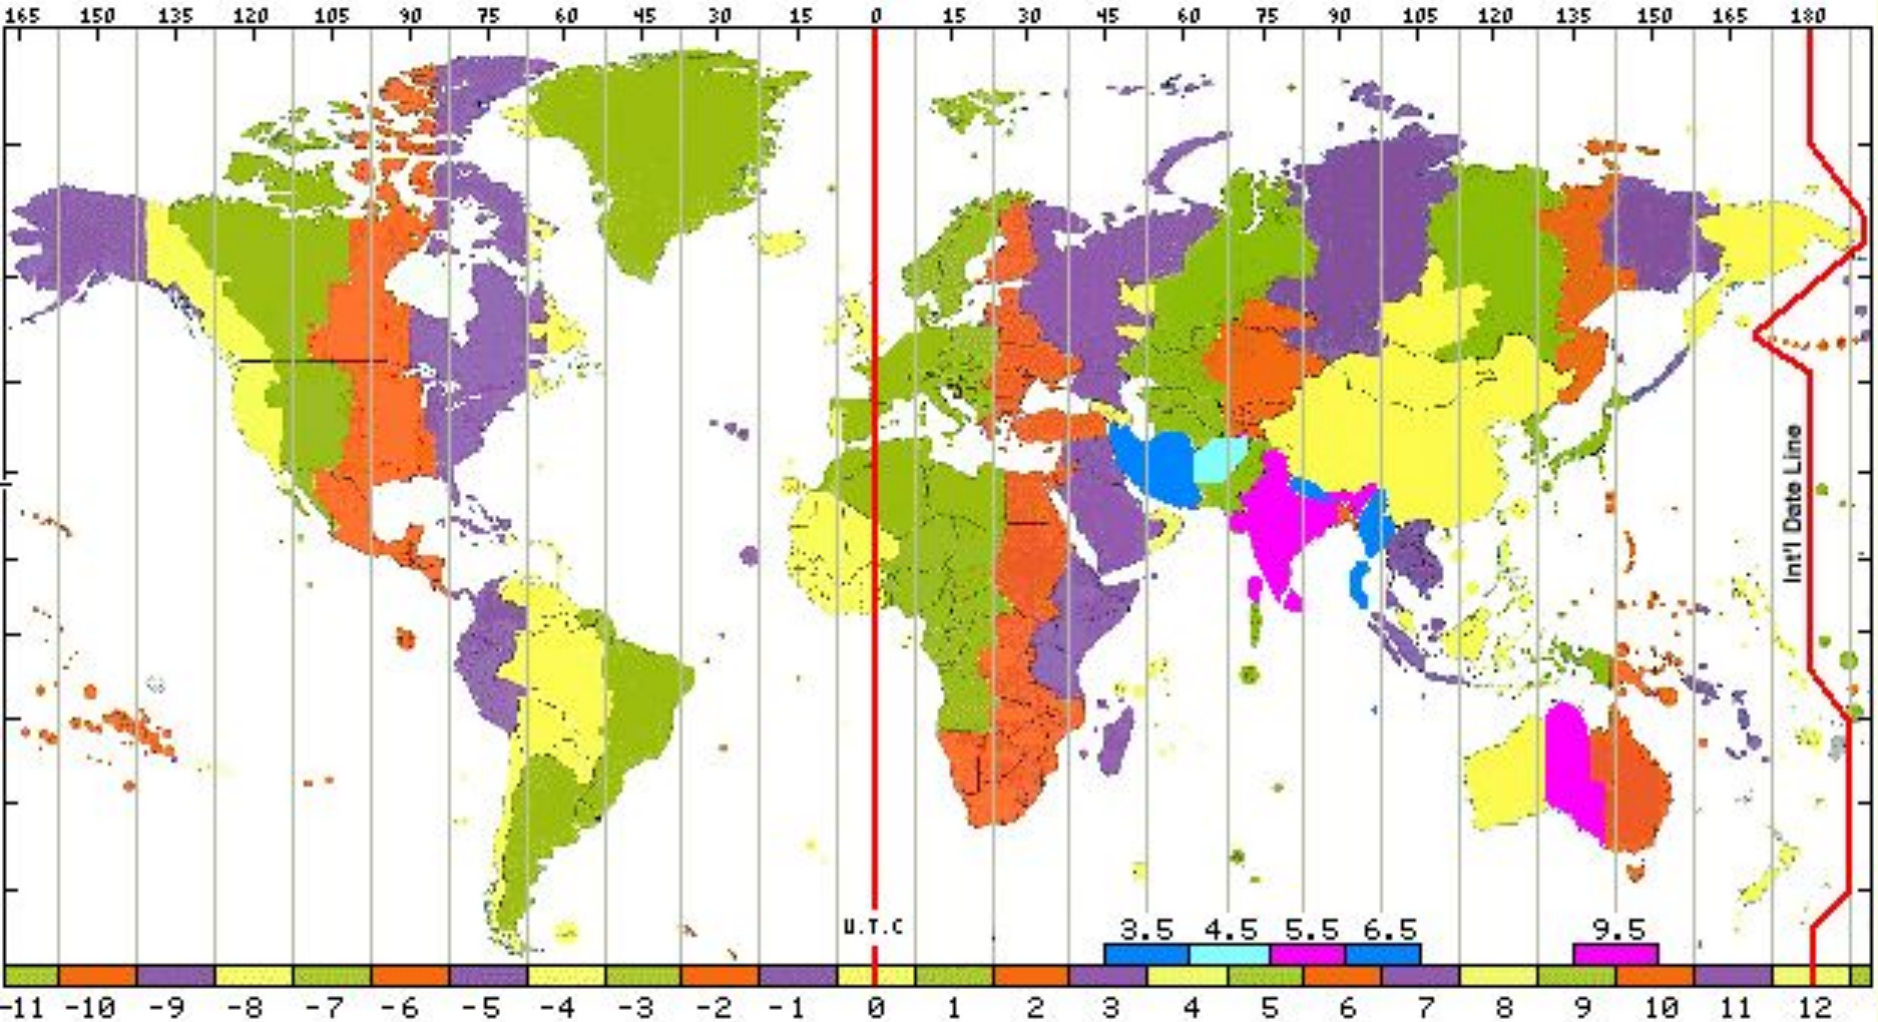 165 150 135 120 105 90 75 60 45 30 15 0 15 30 45 60 75 90 105 120 135 150 165 180
Int'l Date Line
U.T.C
3.5 4.5 5.5 6.5 9.5
-11 -10 -9 -8 -7 -6 -5 -4 -3 -2 -1 0 1 2 3 4 5 6 7 8 9 10 11 12